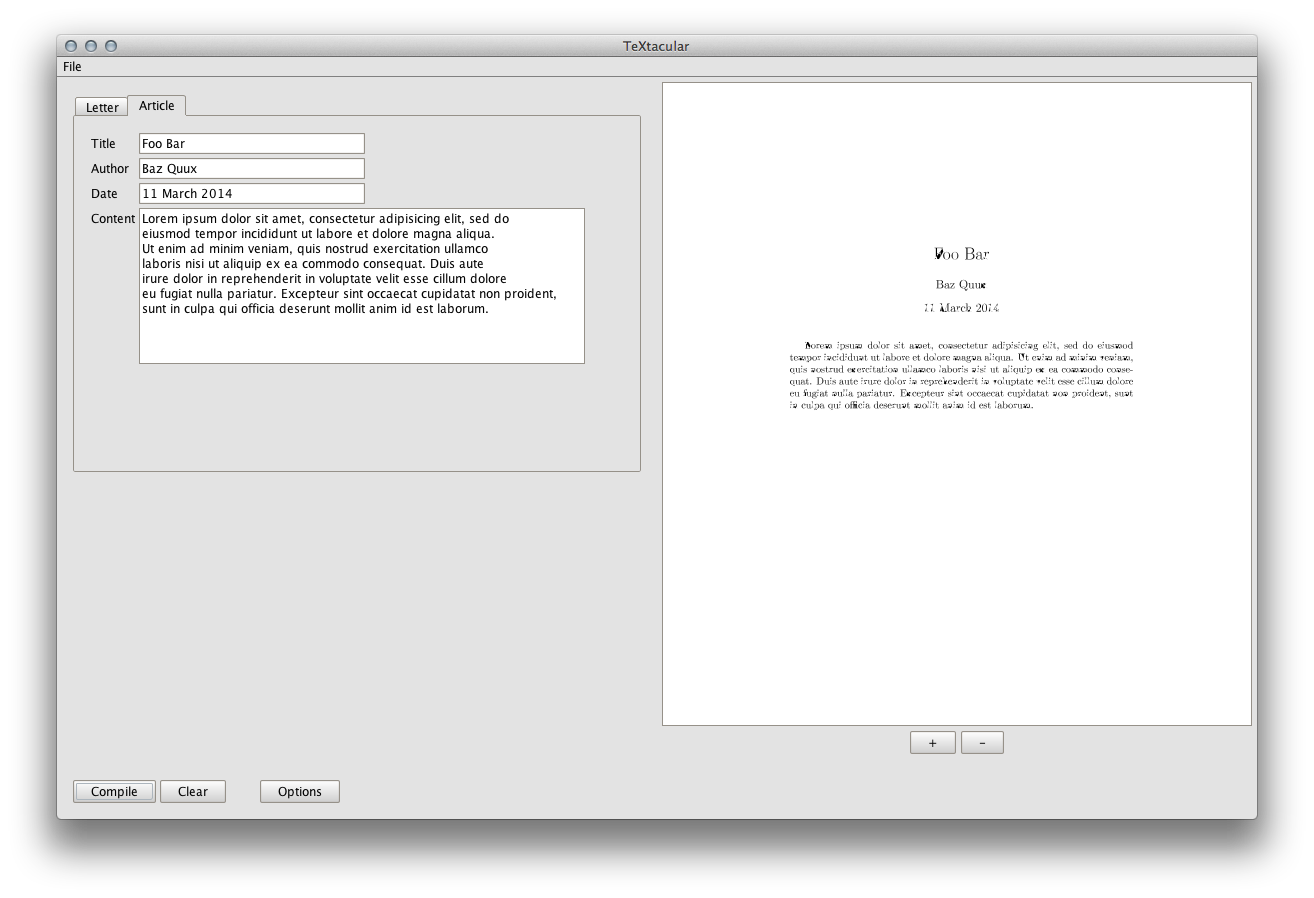 TeXtacular
File
Letter
Article
Title
Foo Bar
Author
Baz Quux
Date
11 March 2014
Content
Lorem ipsum dolor sit amet, consectetur adipisicing elit, sed do
eiusmod tempor incididunt ut labore et dolore magna aliqua.
Ut enim ad minim veniam, quis nostrud exercitation ullamco
laboris nisi ut aliquip ex ea commodo consequat. Duis aute
irure dolor in reprehenderit in voluptate velit esse cillum dolore
eu fugiat nulla pariatur. Excepteur sint occaecat cupidatat non proident,
sunt in culpa qui officia deserunt mollit anim id est laborum.
Compile
Clear
Options
Foo Bar
Baz Quux
11 March 2014
Lorem ipsum dolor sit amet, consectetur adipisicing elit, sed do eiusmod
tempor incididunt ut labore et dolore magna aliqua. Ut enim ad minim veniam,
quis nostrud exercitation ullamco laboris nisi ut aliquip ex ea commodo conse-
quat. Duis aute irure dolor in reprehenderit in voluptate velit esse cillum dolore
eu fugiat nulla pariatur. Excepteur sint occaecat cupidatat non proident, sunt
in culpa qui officia deserunt mollit anim id est laborum.
+
-